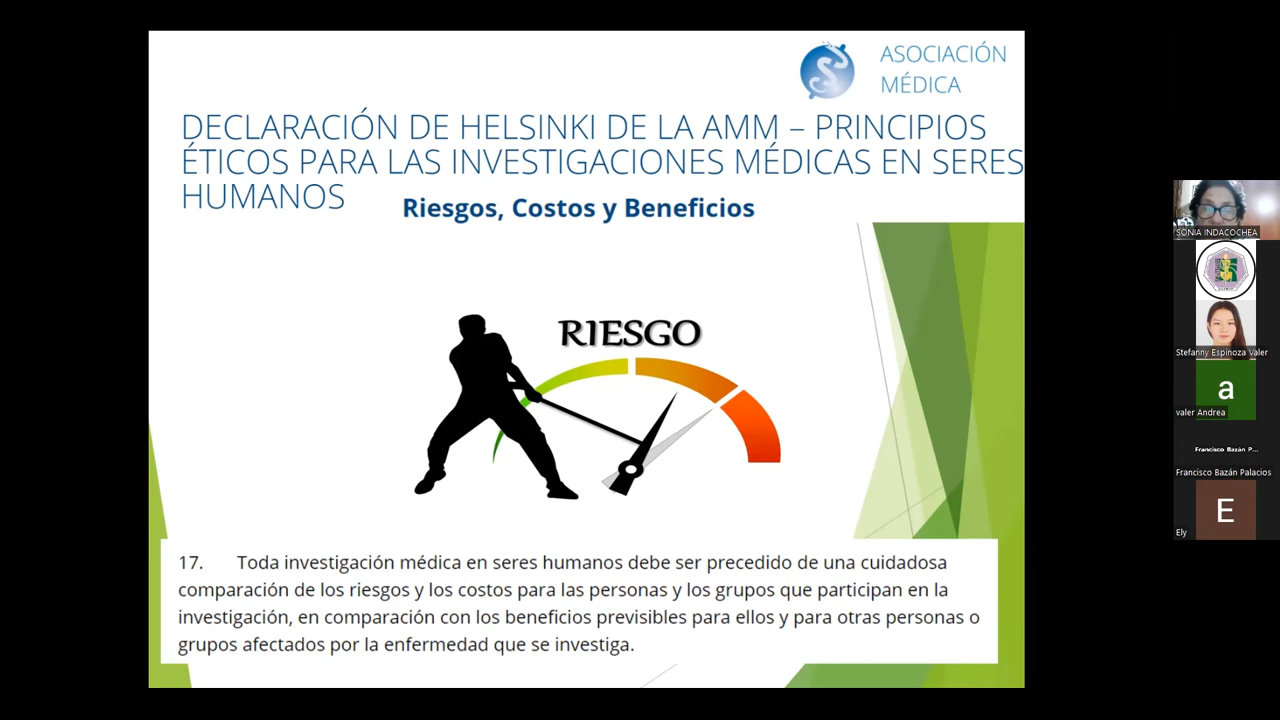 ASOCIACIÓN
MÉDICA
DECLARACIÓN DE HELSINKI DE LA AMM – PRINCIPIOS
ÉTICOS PARA LAS INVESTIGACIONES MÉDICAS EN SERES
HUMANOS
Riesgos, Costos y Beneficios
RIESGO
17. Toda investigación médica en seres humanos debe ser precedido de una cuidadosa
comparación de los riesgos y los costos para las personas y los grupos que participan en la
investigación, en comparación con los beneficios previsibles para ellos y para otras personas o
grupos afectados por la enfermedad que se investiga.
SONIA INDACOCHEA
Stefanny Espinoza Valer
a
valer Andrea
Francisco Bazán P...
Francisco Bazán Palacios
E
Ely